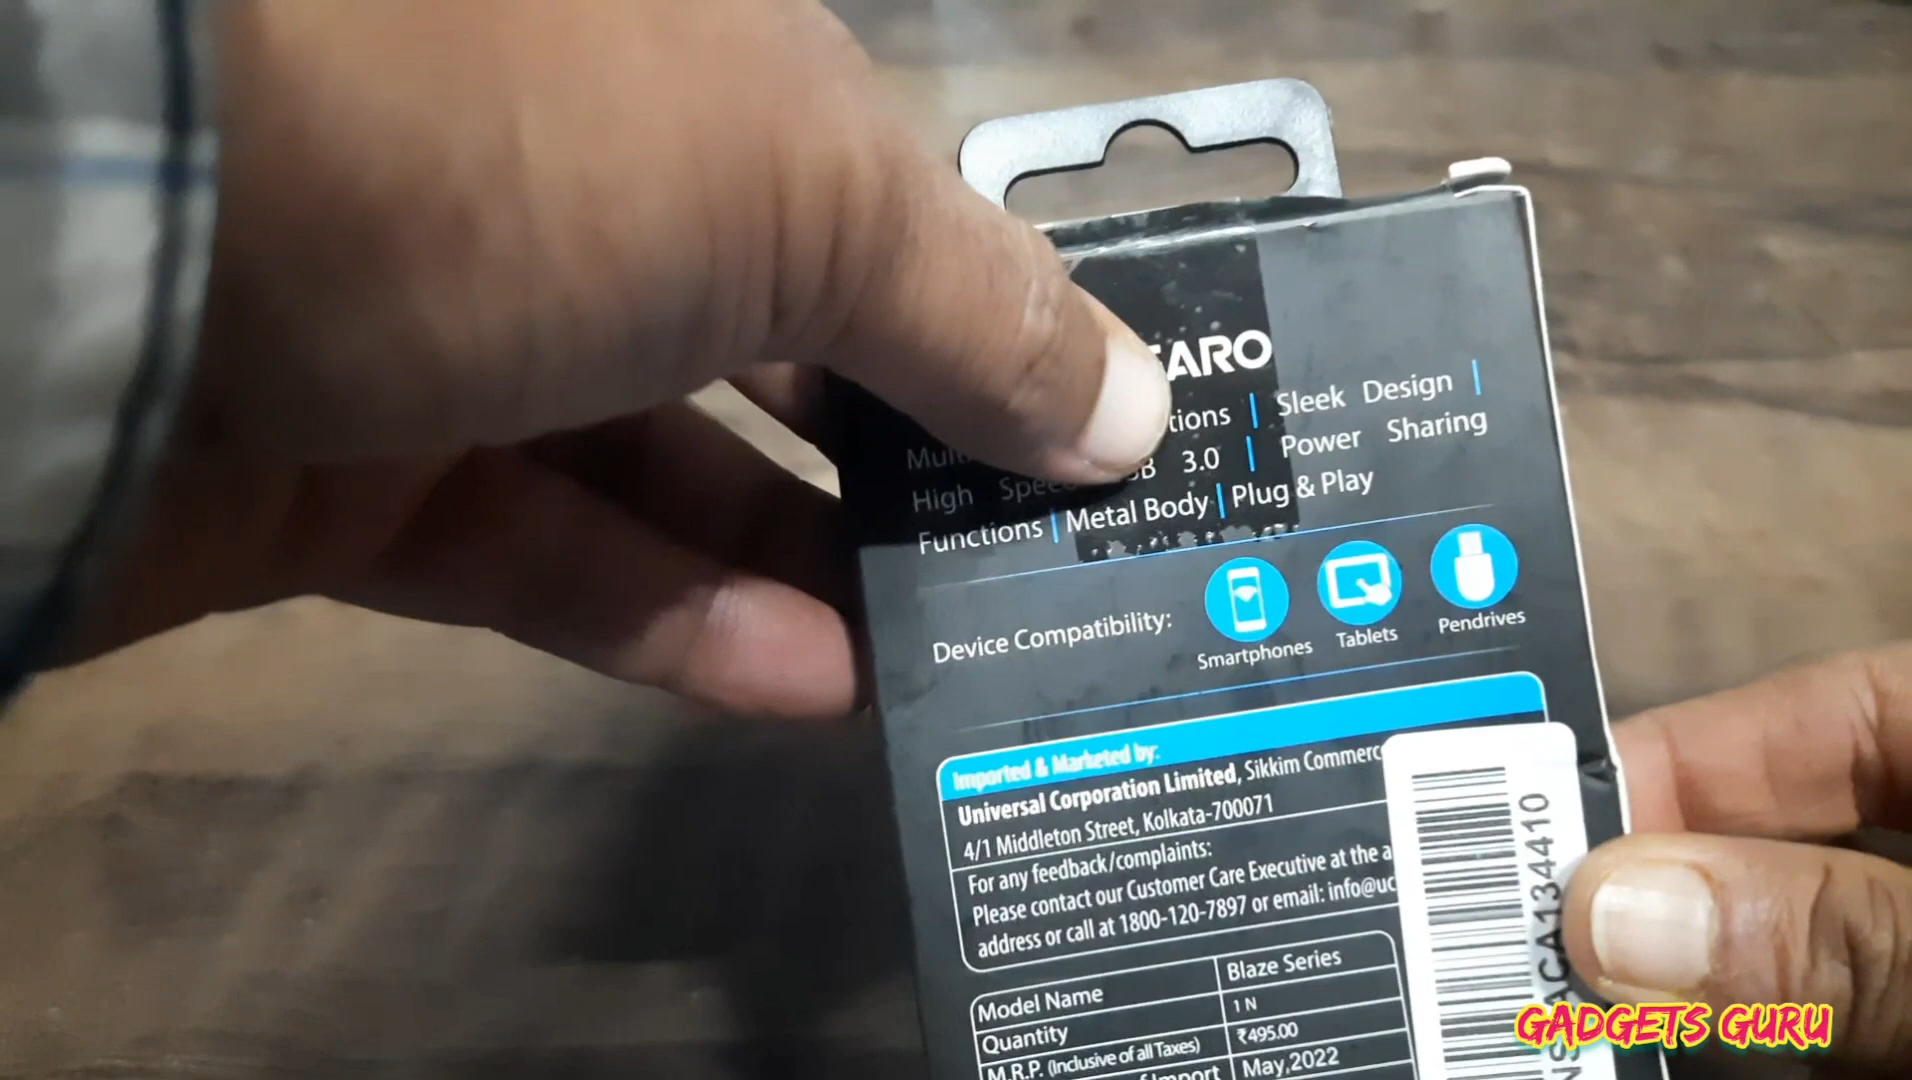 ARO
tions | Sleek Design |
High 3.0 | Power Sharing
Functions | Metal Body | Plug & Play
Device Compatibility:
Smartphones
Tablets
Pendrives
Imported & Marketed by:
Universal Corporation Limited, Sikkim Commerc
4/1 Middleton Street, Kolkata-700071
For any feedback/complaints:
Please contact our Customer Care Executive at the a
address or call at 1800-120-7897 or email: info@uc
Model Name Blaze Series
Quantity 1 N
M.R.P. (Inclusive of all Taxes) ₹495.00
Import May,2022
ACA134410
GADGETS GURU